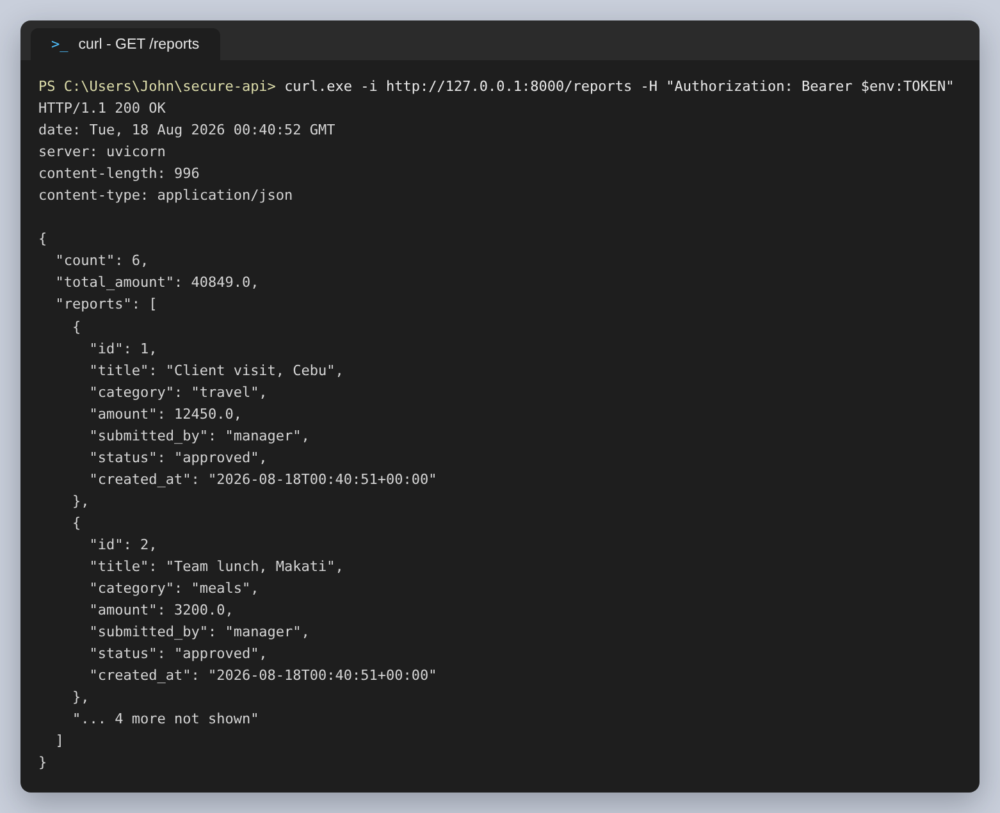 >_ curl - GET /reports
PS C:\Users\John\secure-api> curl.exe -i http://127.0.0.1:8000/reports -H "Authorization: Bearer $env:TOKEN"
HTTP/1.1 200 OK
date: Tue, 18 Aug 2026 00:40:52 GMT
server: uvicorn
content-length: 996
content-type: application/json

{
  "count": 6,
  "total_amount": 40849.0,
  "reports": [
    {
      "id": 1,
      "title": "Client visit, Cebu",
      "category": "travel",
      "amount": 12450.0,
      "submitted_by": "manager",
      "status": "approved",
      "created_at": "2026-08-18T00:40:51+00:00"
    },
    {
      "id": 2,
      "title": "Team lunch, Makati",
      "category": "meals",
      "amount": 3200.0,
      "submitted_by": "manager",
      "status": "approved",
      "created_at": "2026-08-18T00:40:51+00:00"
    },
    "... 4 more not shown"
  ]
}